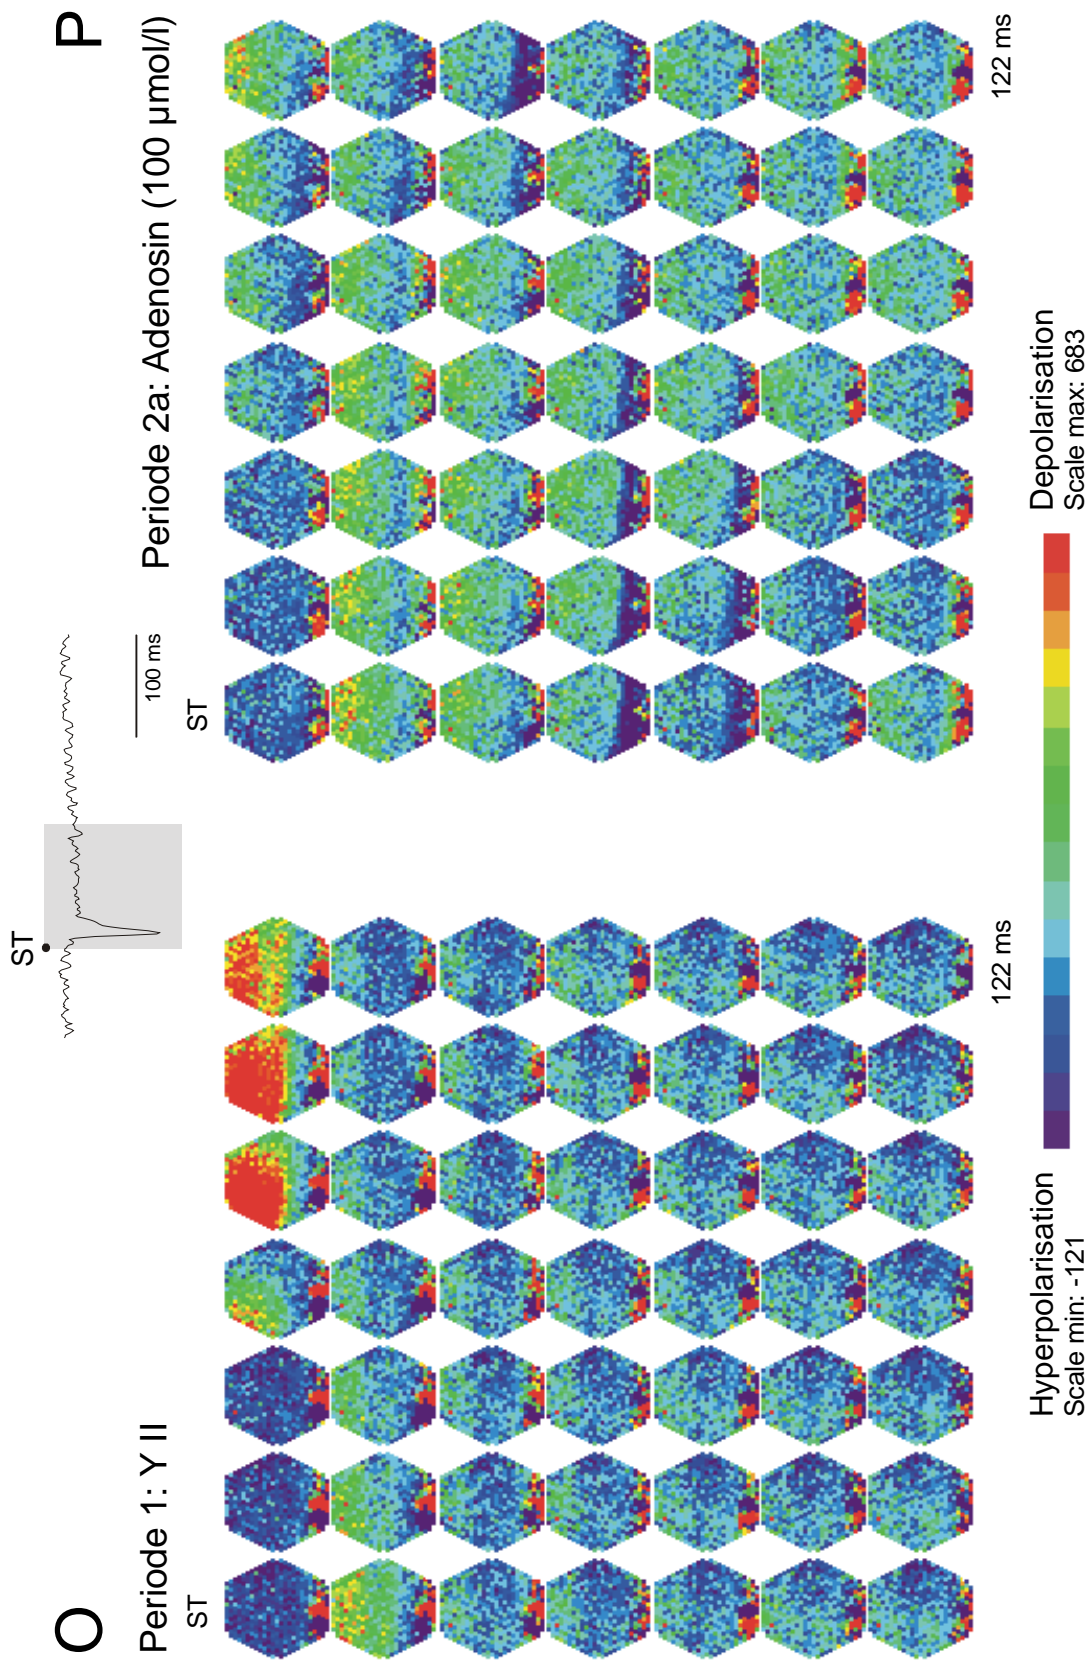 O
P
Periode 1: Y II
ST
Periode 2a: Adenosin (100 µmol/l)
100 ms
ST
ST
122 ms
122 ms
Hyperpolarisation
Scale min: -121
Depolarisation
Scale max: 683